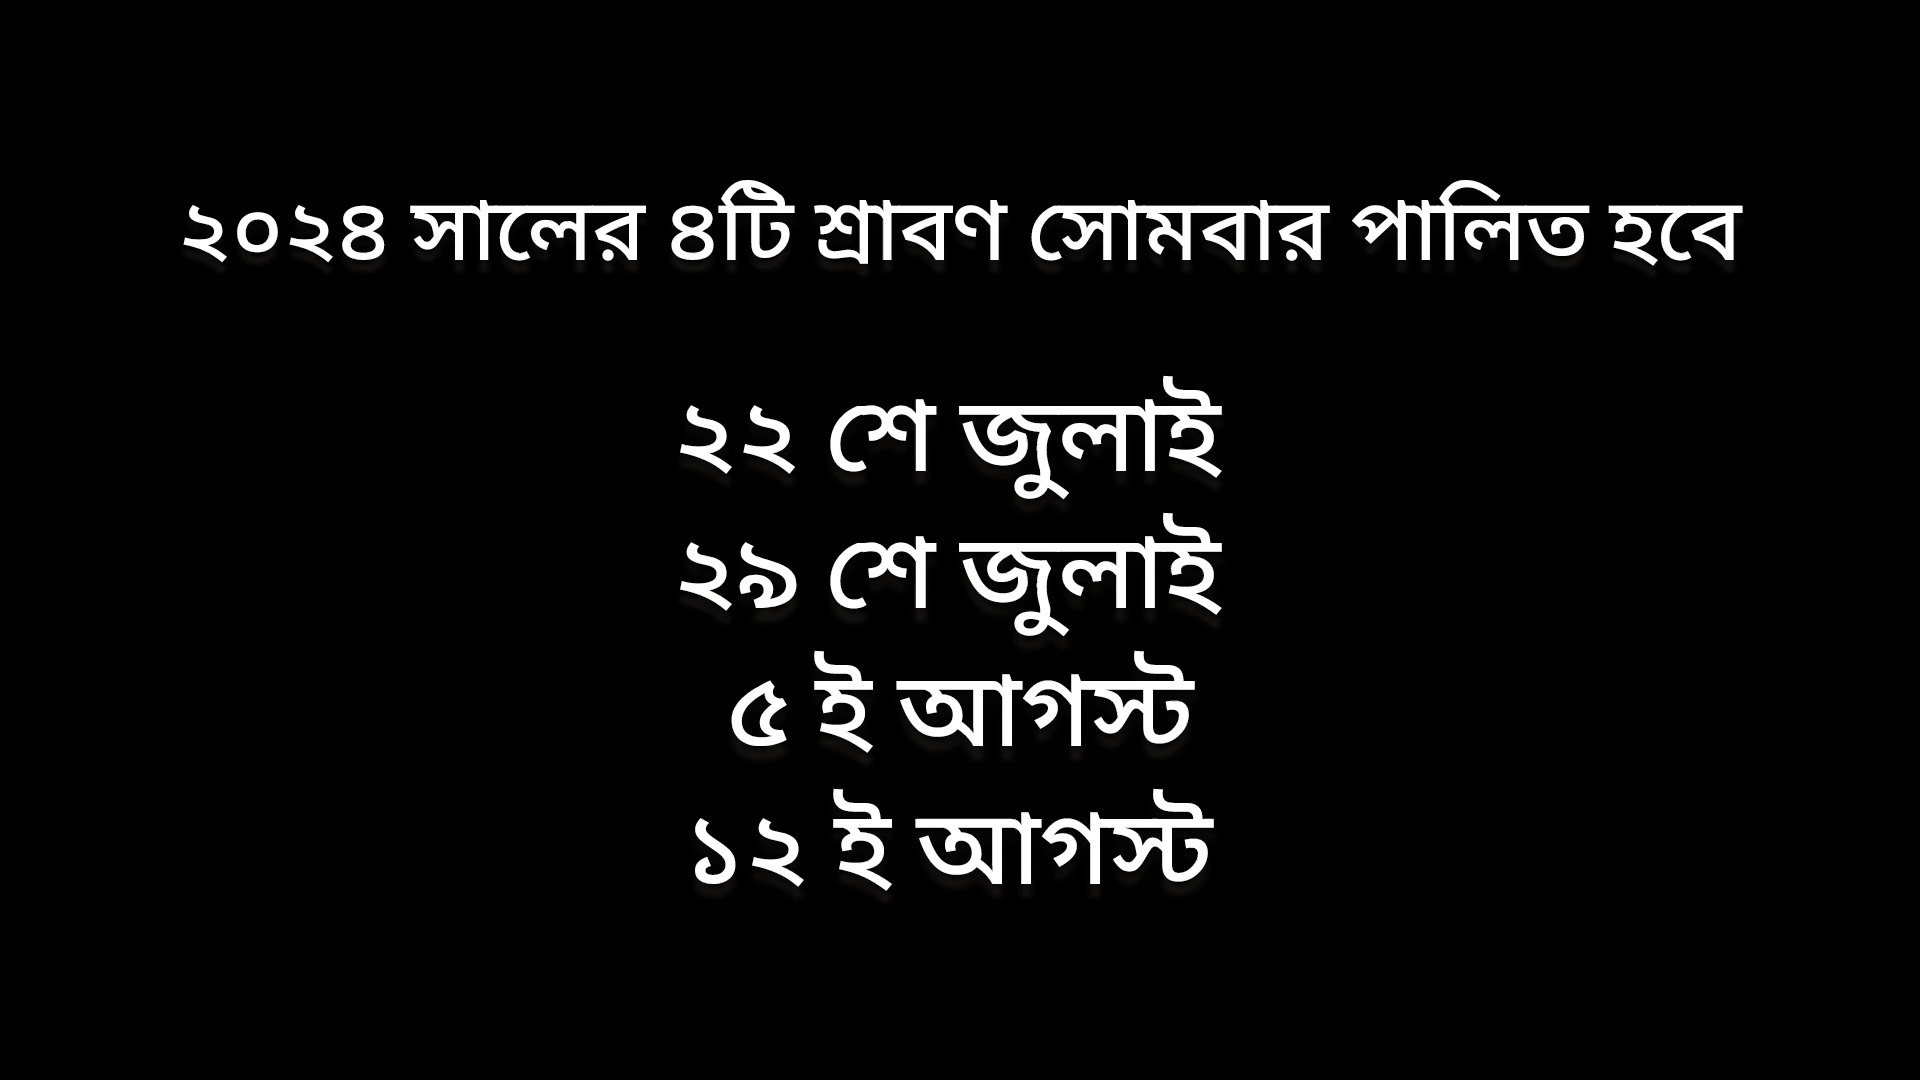 ২০২৪ সালের ৪টি শ্রাবণ সোমবার পালিত হবে
২২ শে জুলাই
২৯ শে জুলাই
৫ ই আগস্ট
১২ ই আগস্ট